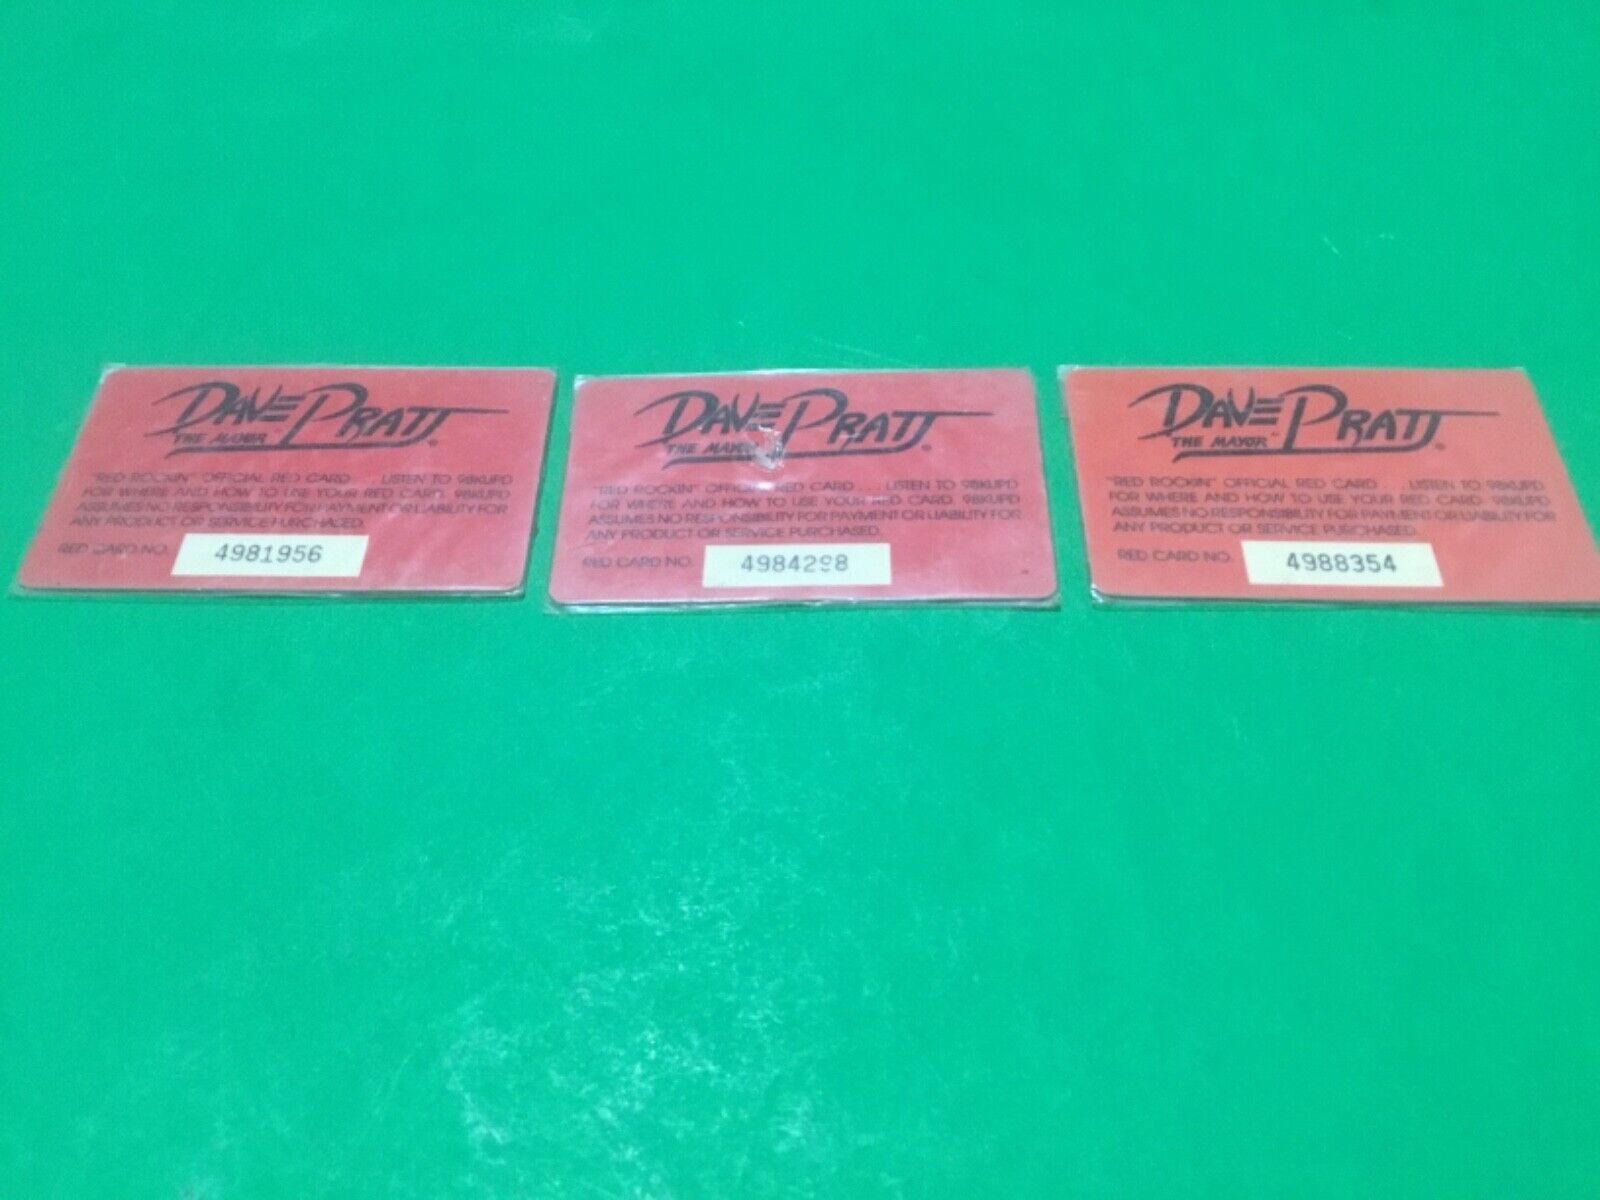 DAVE PRATT
THE MAYOR
"RED ROCKIN" OFFICIAL RED CARD . . . LISTEN TO 98KUPD
FOR WHERE AND HOW TO USE YOUR RED CARD. 98KUPD
ASSUMES NO RESPONSIBILITY FOR PAYMENT OR LIABILITY FOR
ANY PRODUCT OR SERVICE PURCHASED.
RED CARD NO. 4981956
DAVE PRATT
THE MAYOR
"RED ROCKIN" OFFICIAL RED CARD . . . LISTEN TO 98KUPD
FOR WHERE AND HOW TO USE YOUR RED CARD. 98KUPD
ASSUMES NO RESPONSIBILITY FOR PAYMENT OR LIABILITY FOR
ANY PRODUCT OR SERVICE PURCHASED.
RED CARD NO. 4984298
DAVE PRATT
THE MAYOR
"RED ROCKIN" OFFICIAL RED CARD . . . LISTEN TO 98KUPD
FOR WHERE AND HOW TO USE YOUR RED CARD. 98KUPD
ASSUMES NO RESPONSIBILITY FOR PAYMENT OR LIABILITY FOR
ANY PRODUCT OR SERVICE PURCHASED.
RED CARD NO. 4988354